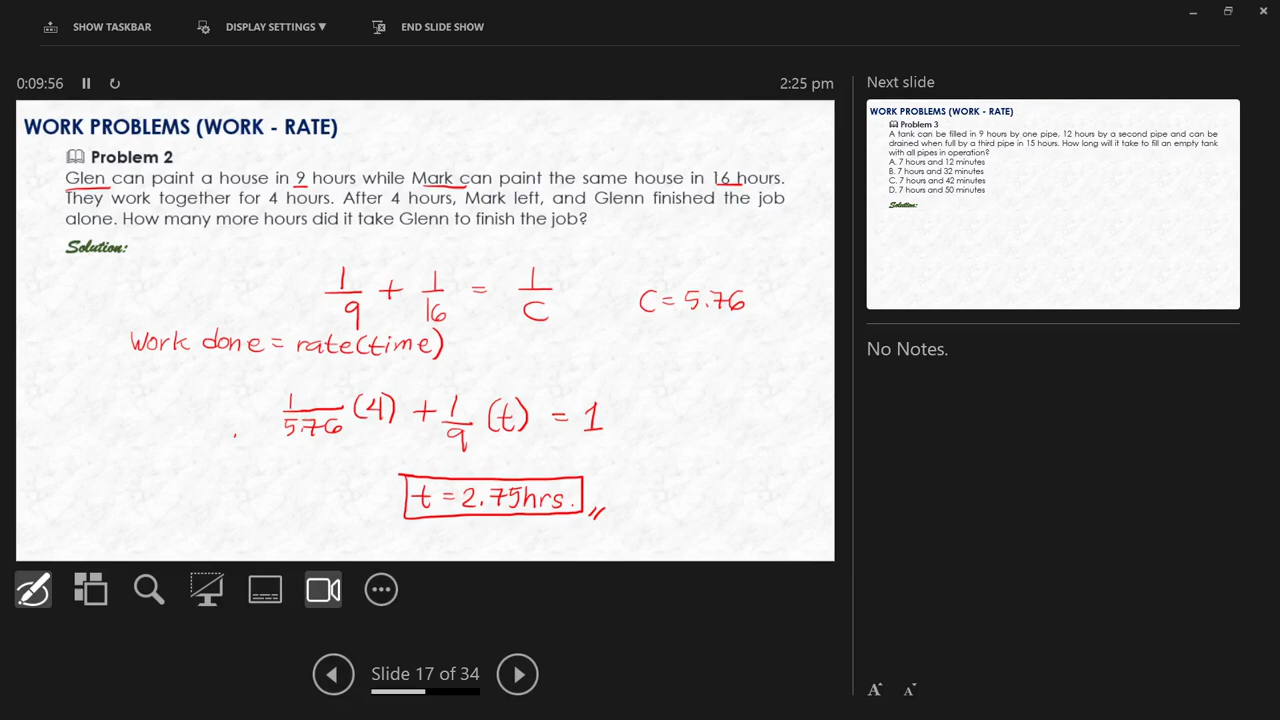 SHOW TASKBAR
DISPLAY SETTINGS ▼
END SLIDE SHOW
0:09:56
2:25 pm
WORK PROBLEMS (WORK - RATE)
Problem 2
Glen can paint a house in 9 hours while Mark can paint the same house in 16 hours.
They work together for 4 hours. After 4 hours, Mark left, and Glenn finished the job
alone. How many more hours did it take Glenn to finish the job?
Solution:
1/9 + 1/16 = 1/C
C = 5.76
Work done = rate(time)
1/5.76 (4) + 1/9 (t) = 1
t = 2.75hrs.
Slide 17 of 34
Next slide
WORK PROBLEMS (WORK - RATE)
Problem 3
A tank can be filled in 9 hours by one pipe, 12 hours by a second pipe and can be
drained when full by a third pipe in 15 hours. How long will it take to fill an empty tank
with all pipes in operation?
A. 7 hours and 12 minutes
B. 7 hours and 32 minutes
C. 7 hours and 42 minutes
D. 7 hours and 50 minutes
Solution:
No Notes.
A A